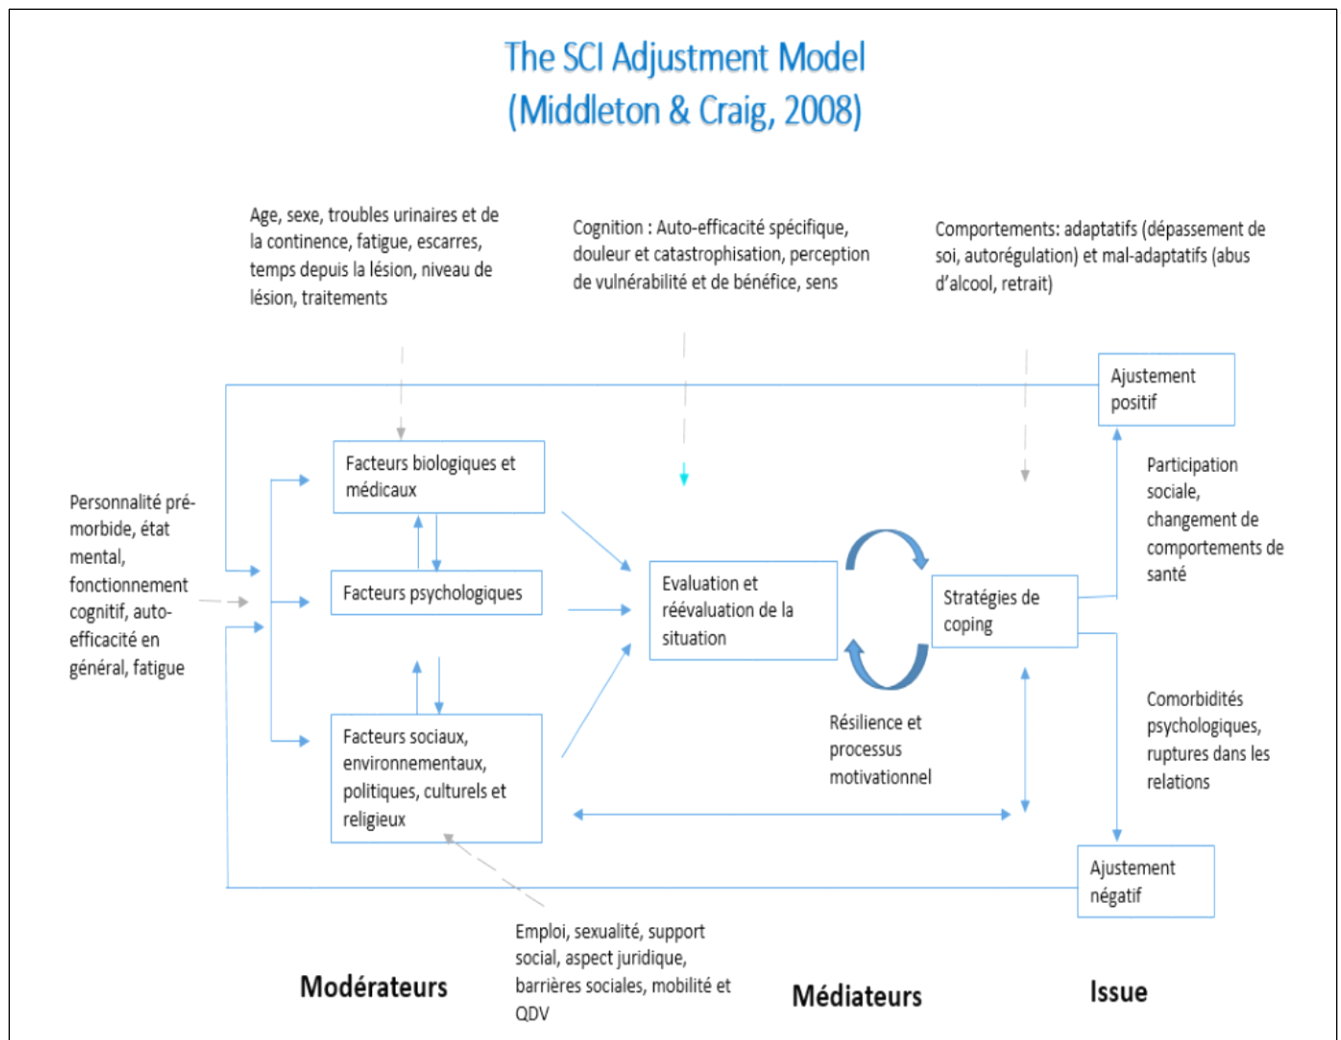 The SCI Adjustment Model
(Middleton & Craig, 2008)
Age, sexe, troubles urinaires et de
la continence, fatigue, escarres,
temps depuis la lésion, niveau de
lésion, traitements
Cognition : Auto-efficacité spécifique,
douleur et catastrophisation, perception
de vulnérabilité et de bénéfice, sens
Comportements: adaptatifs (dépassement de
soi, autorégulation) et mal-adaptatifs (abus
d'alcool, retrait)
Ajustement
positif
Facteurs biologiques et
médicaux
Participation
sociale,
changement de
comportements de
santé
Personnalité pré-
morbide, état
mental,
fonctionnement
cognitif, auto-
efficacité en
général, fatigue
Facteurs psychologiques
Evaluation et
réévaluation de la
situation
Stratégies de
coping
Résilience et
processus
motivationnel
Comorbidités
psychologiques,
ruptures dans les
relations
Facteurs sociaux,
environnementaux,
politiques, culturels et
religieux
Ajustement
négatif
Emploi, sexualité, support
social, aspect juridique,
barrières sociales, mobilité et
QDV
Modérateurs
Médiateurs
Issue